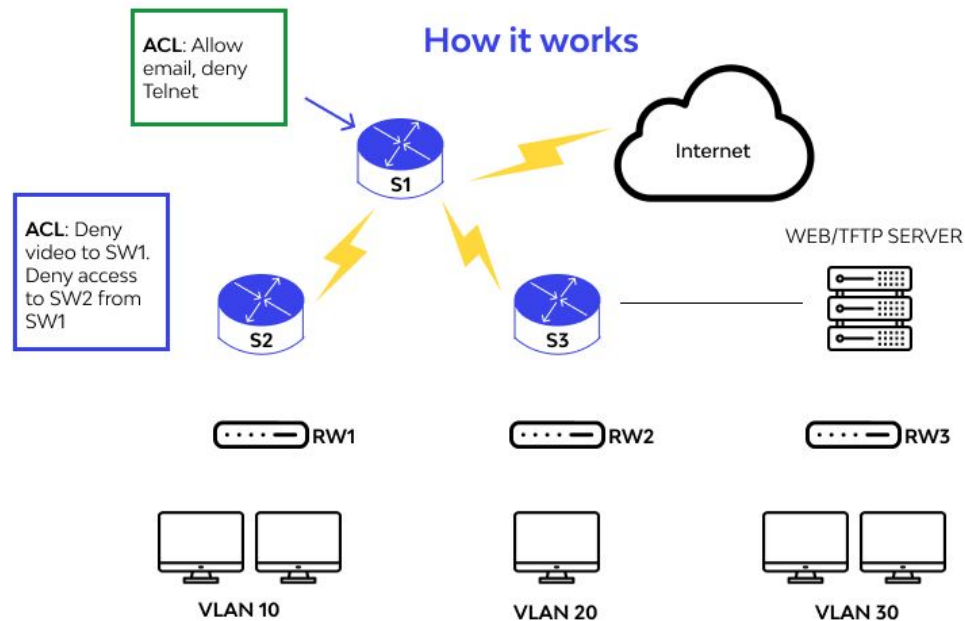 How it works
ACL: Allow
email, deny
Telnet
S1
Internet
ACL: Deny
video to SW1.
Deny access
to SW2 from
SW1
WEB/TFTP SERVER
S2
S3
RW1
RW2
RW3
VLAN 10
VLAN 20
VLAN 30